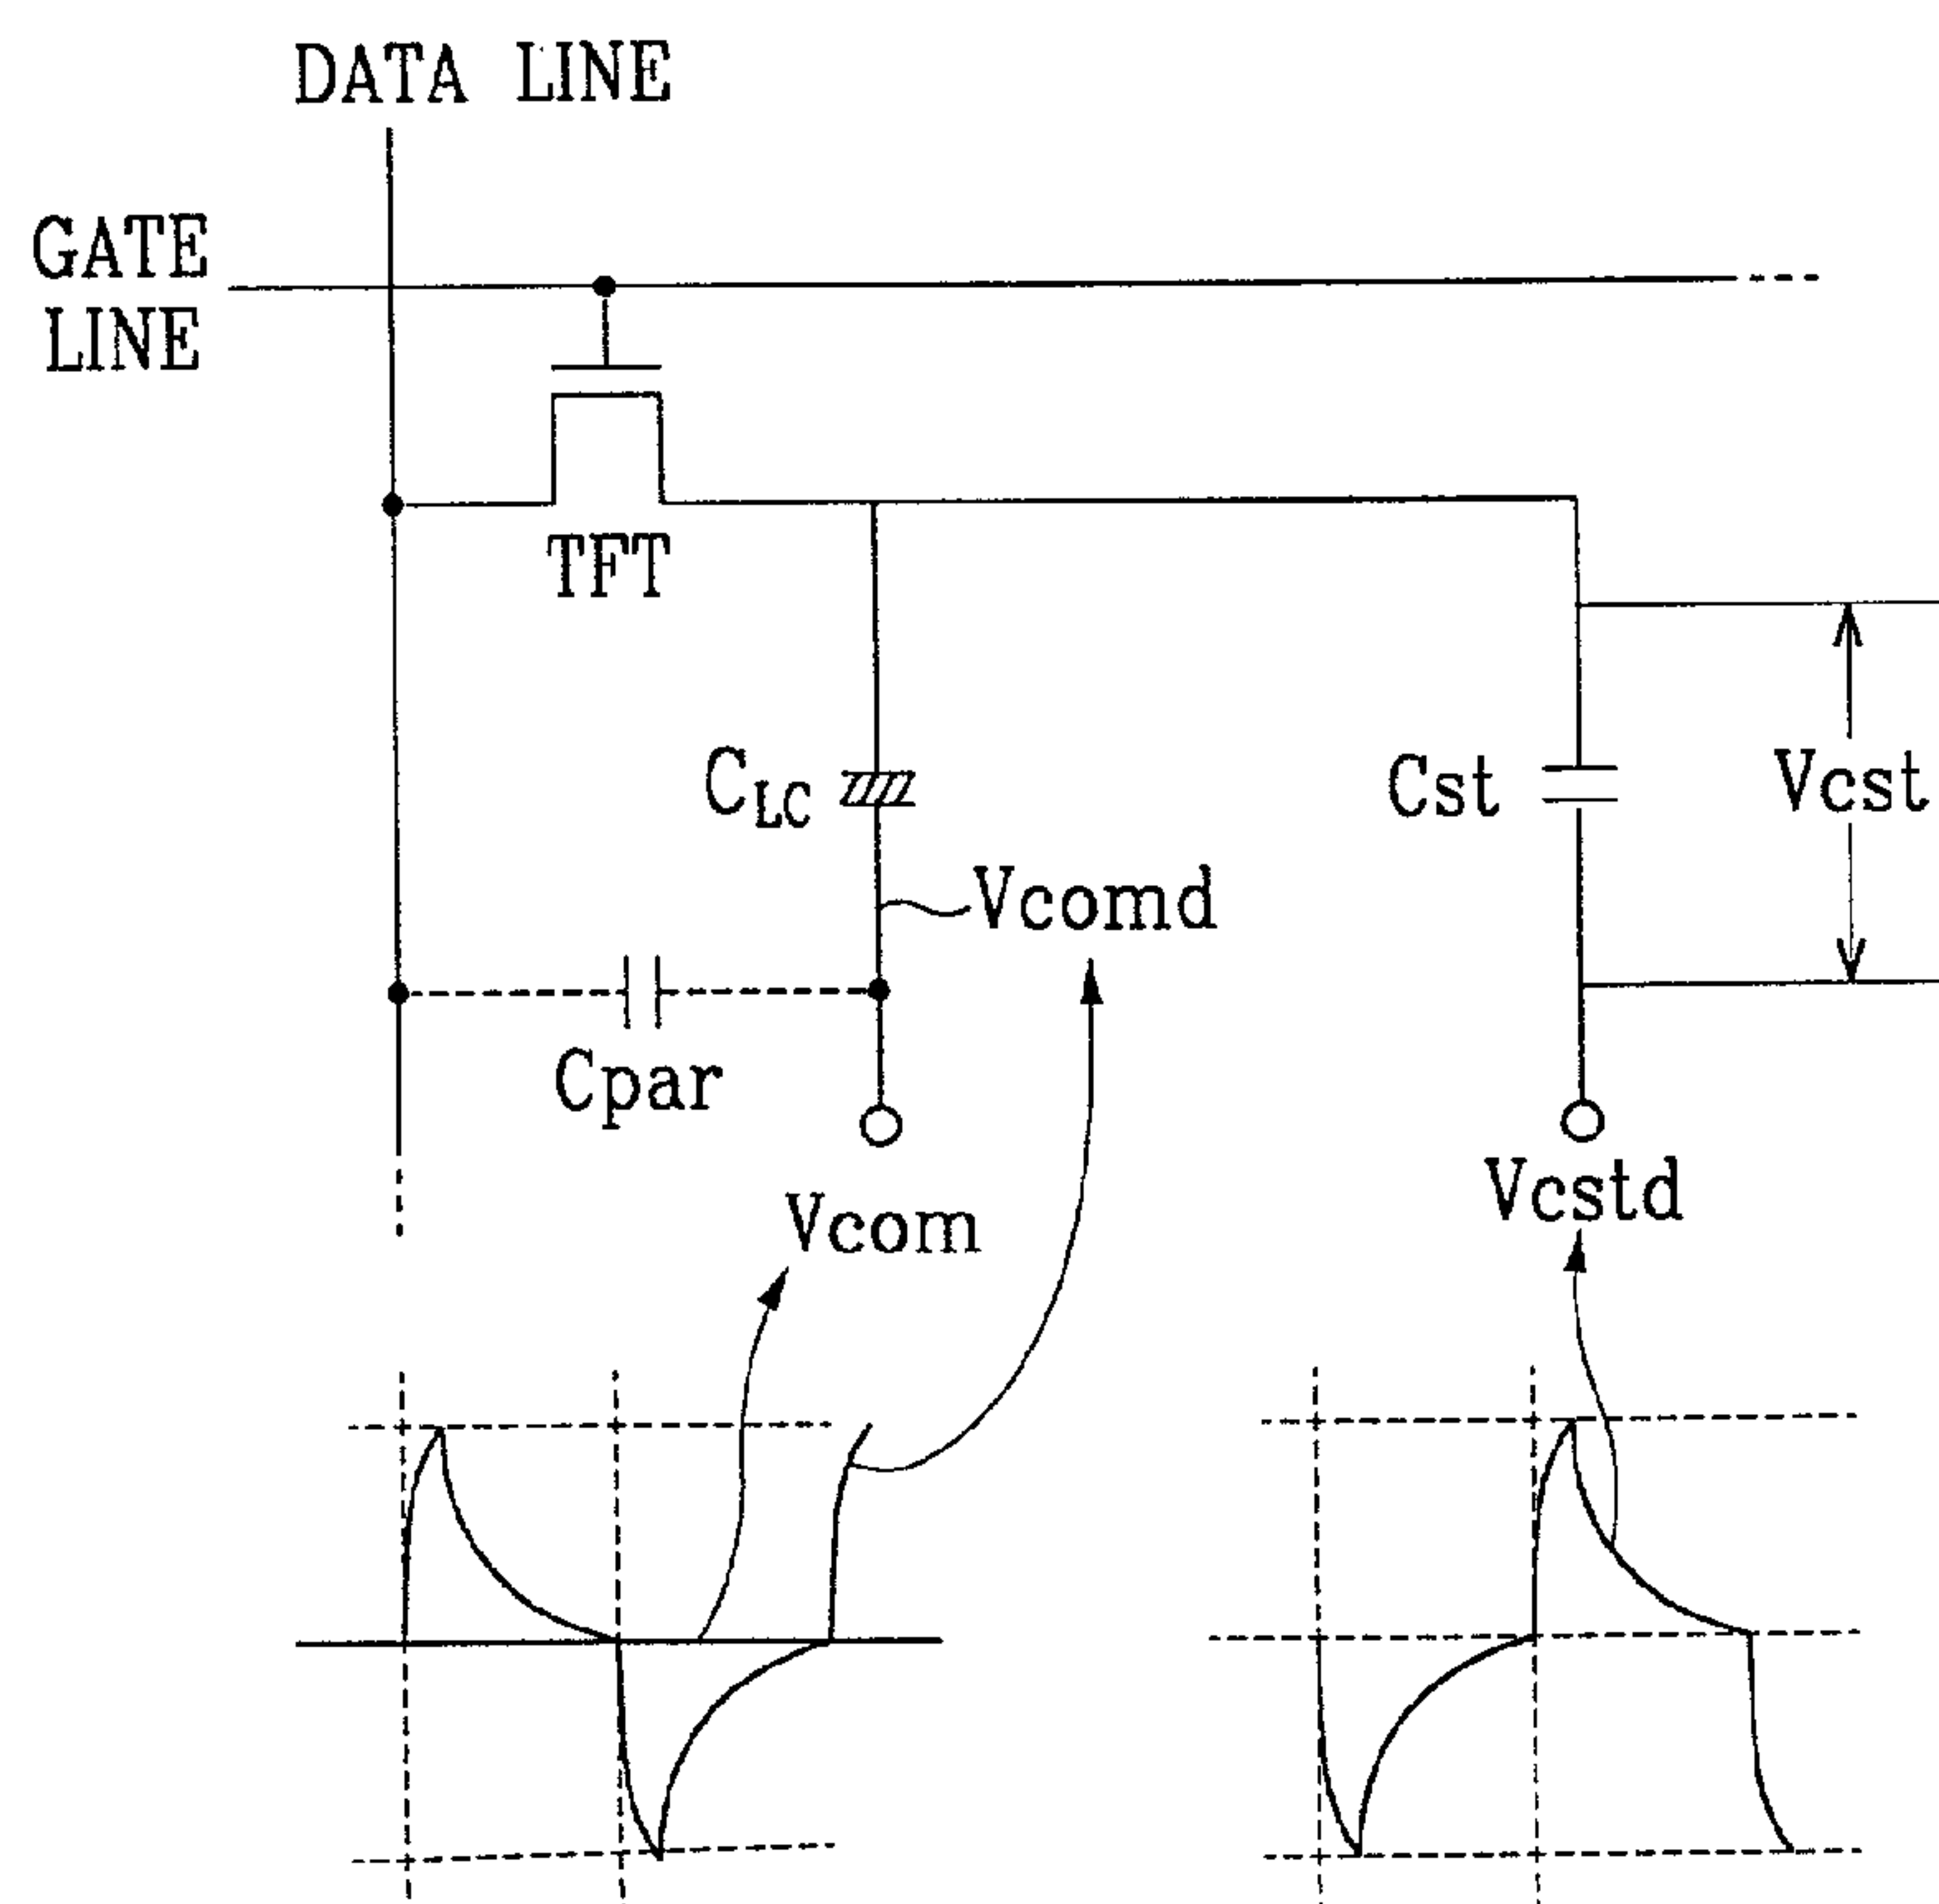 DATA LINE
GATE
LINE
TFT
CLC
Cst
Vcst
Vcomd
Cpar
Vcom
Vcstd